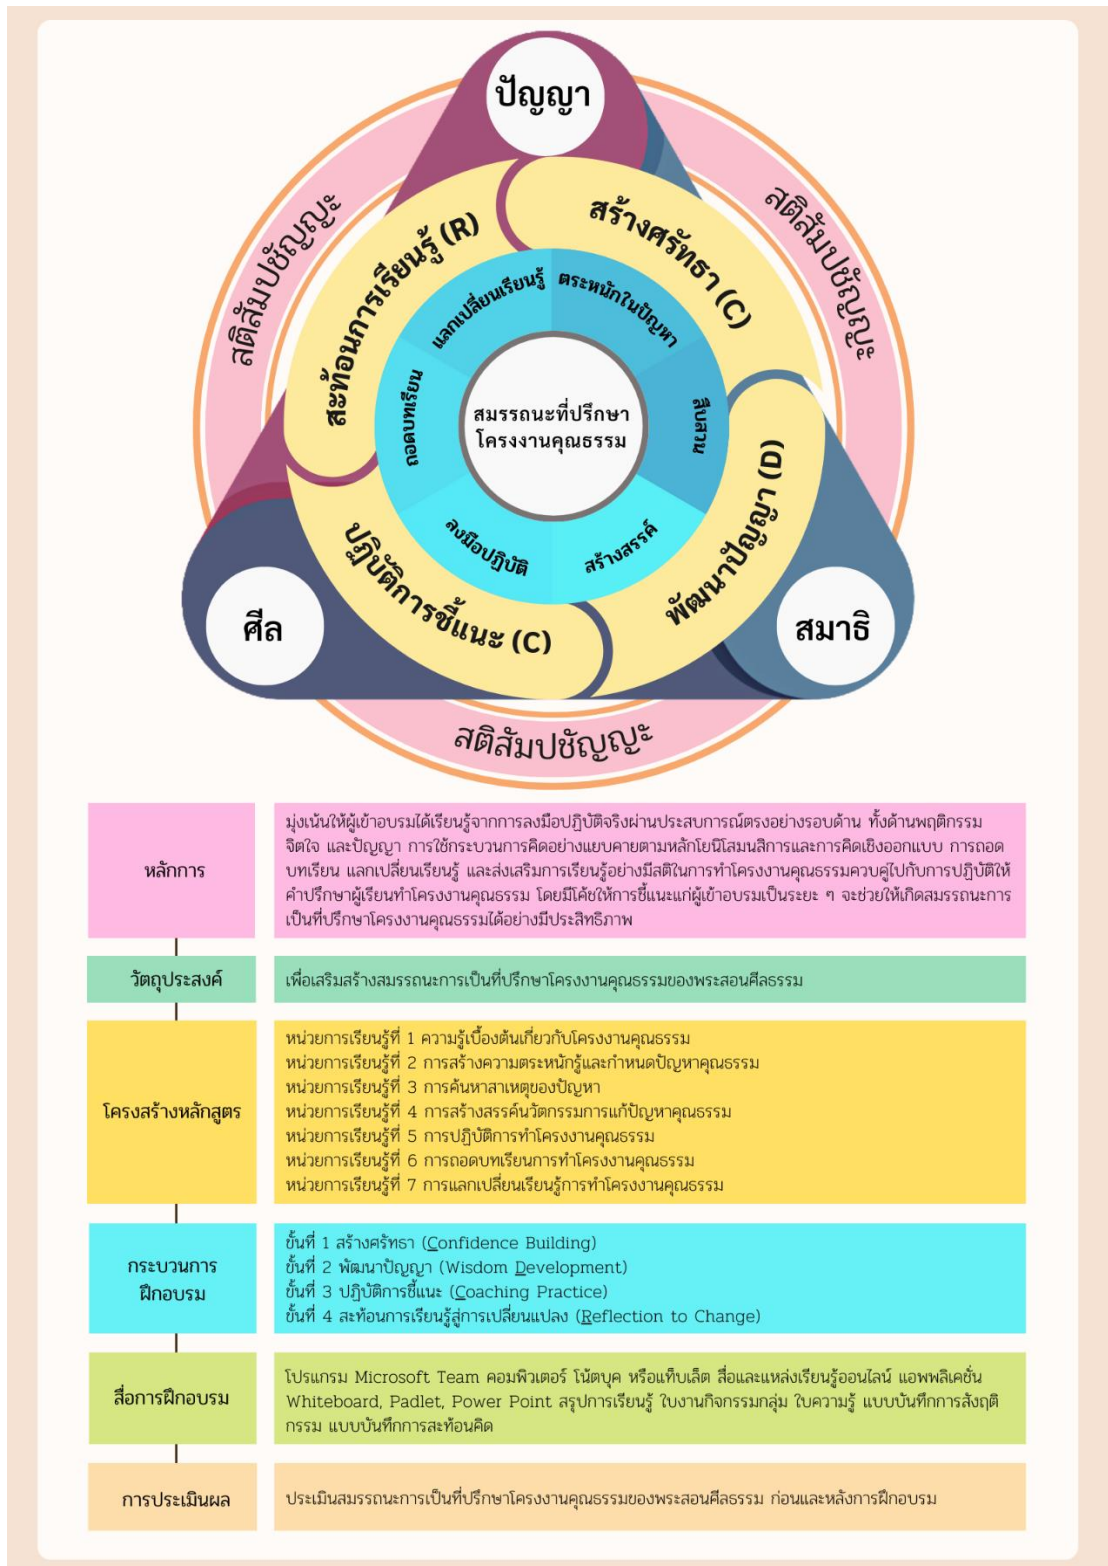 ปัญญา
สติสัมปชัญญะ
สติสัมปชัญญะ
สะท้อนการเรียนรู้ (R)
สร้างศรัทธา (C)
แลกเปลี่ยนเรียนรู้
ตระหนักในปัญหา
ถอดบทเรียน
สมรรถนะที่ปรึกษา
โครงงานคุณธรรม
สืบสวน
ลงมือปฏิบัติ
สร้างสรรค์
ปฏิบัติการชี้แนะ (C)
พัฒนาปัญญา (D)
ศีล
สมาธิ
สติสัมปชัญญะ
หลักการ
มุ่งเน้นให้ผู้เข้าอบรมได้เรียนรู้จากการลงมือปฏิบัติจริงผ่านประสบการณ์ตรงอย่างรอบด้าน ทั้งด้านพฤติกรรม
จิตใจ และปัญญา การใช้กระบวนการคิดอย่างแยบคายตามหลักโยนิโสมนสิการและการคิดเชิงออกแบบ การถอด
บทเรียน แลกเปลี่ยนเรียนรู้ และส่งเสริมการเรียนรู้อย่างมีสติในการทำโครงงานคุณธรรมควบคู่ไปกับการปฏิบัติให้
คำปรึกษาผู้เรียนทำโครงงานคุณธรรม โดยมีโค้ชให้การชี้แนะแก่ผู้เข้าอบรมเป็นระยะ ๆ จะช่วยให้เกิดสมรรถนะการ
เป็นที่ปรึกษาโครงงานคุณธรรมได้อย่างมีประสิทธิภาพ
วัตถุประสงค์
เพื่อเสริมสร้างสมรรถนะการเป็นที่ปรึกษาโครงงานคุณธรรมของพระสอนศีลธรรม
โครงสร้างหลักสูตร
หน่วยการเรียนรู้ที่ 1 ความรู้เบื้องต้นเกี่ยวกับโครงงานคุณธรรม
หน่วยการเรียนรู้ที่ 2 การสร้างความตระหนักรู้และกำหนดปัญหาคุณธรรม
หน่วยการเรียนรู้ที่ 3 การค้นหาสาเหตุของปัญหา
หน่วยการเรียนรู้ที่ 4 การสร้างสรรค์นวัตกรรมการแก้ปัญหาคุณธรรม
หน่วยการเรียนรู้ที่ 5 การปฏิบัติการทำโครงงานคุณธรรม
หน่วยการเรียนรู้ที่ 6 การถอดบทเรียนการทำโครงงานคุณธรรม
หน่วยการเรียนรู้ที่ 7 การแลกเปลี่ยนเรียนรู้การทำโครงงานคุณธรรม
กระบวนการ
ฝึกอบรม
ขั้นที่ 1 สร้างศรัทธา (Confidence Building)
ขั้นที่ 2 พัฒนาปัญญา (Wisdom Development)
ขั้นที่ 3 ปฏิบัติการชี้แนะ (Coaching Practice)
ขั้นที่ 4 สะท้อนการเรียนรู้สู่การเปลี่ยนแปลง (Reflection to Change)
สื่อการฝึกอบรม
โปรแกรม Microsoft Team คอมพิวเตอร์ โน้ตบุค หรือแท็บเล็ต สื่อและแหล่งเรียนรู้ออนไลน์ แอพพลิเคชั่น
Whiteboard, Padlet, Power Point สรุปการเรียนรู้ ใบงานกิจกรรมกลุ่ม ใบความรู้ แบบบันทึกการสังฤติ
กรรม แบบบันทึกการสะท้อนคิด
การประเมินผล
ประเมินสมรรถนะการเป็นที่ปรึกษาโครงงานคุณธรรมของพระสอนศีลธรรม ก่อนและหลังการฝึกอบรม